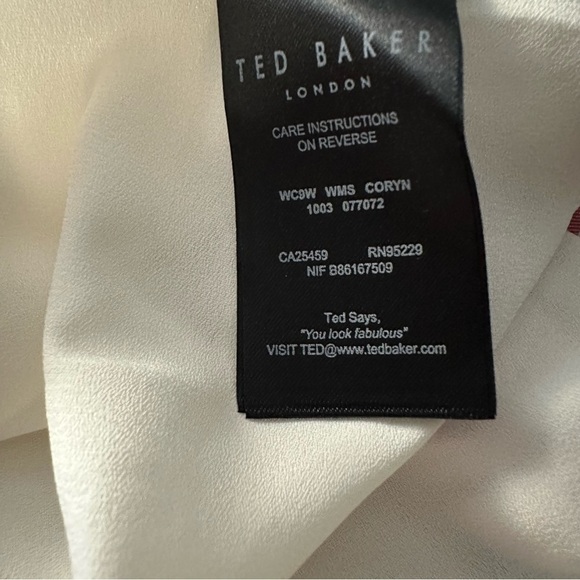 TED BAKER
LONDON
CARE INSTRUCTIONS
ON REVERSE
WC9W WMS CORYN
1003 077072
CA25459 RN95229
NIF B86167509
Ted Says,
"You look fabulous"
VISIT TED@www.tedbaker.com